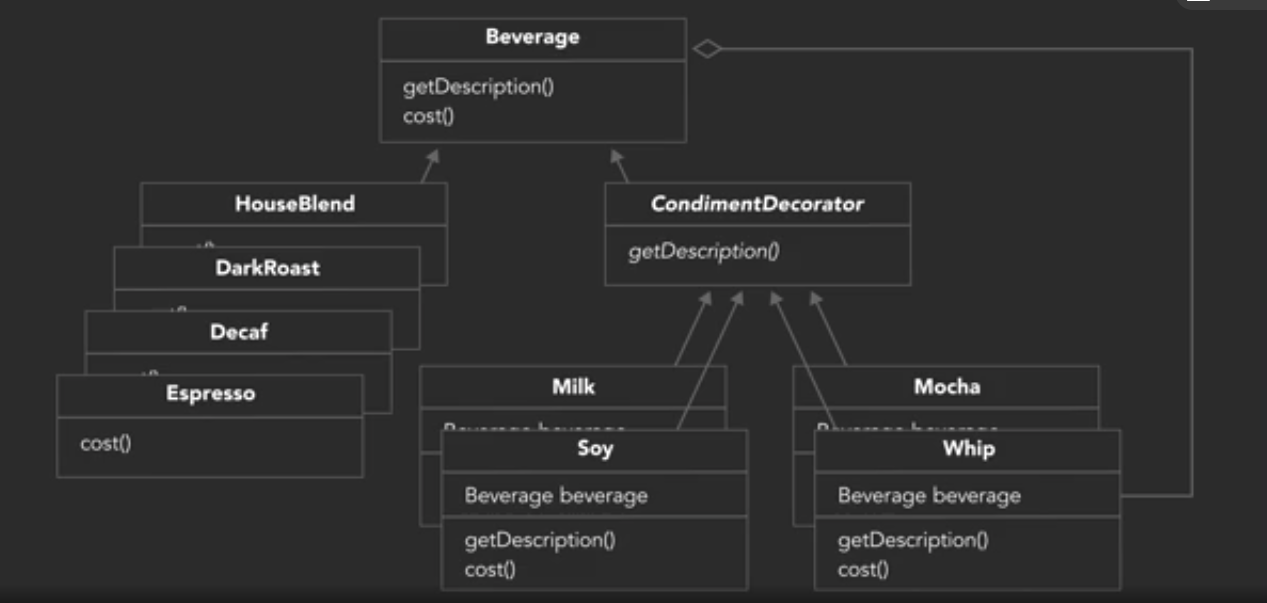 Beverage
getDescription()
cost()
HouseBlend
CondimentDecorator
getDescription()
DarkRoast
Decaf
Espresso
cost()
Milk
Mocha
Soy
Beverage beverage
getDescription()
cost()
Whip
Beverage beverage
getDescription()
cost()